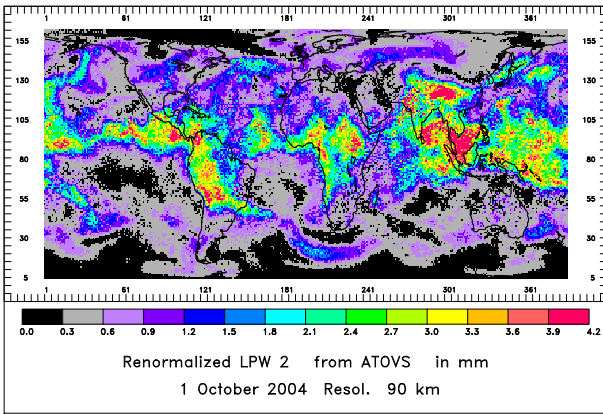 1 61 121 181 241 301 361
155 155
130 130
105 105
80 80
55 55
30 30
5 5
1 61 121 181 241 301 361
0.0 0.3 0.6 0.9 1.2 1.5 1.8 2.1 2.4 2.7 3.0 3.3 3.6 3.9 4.2
Renormalized LPW 2 from ATOVS in mm
1 October 2004 Resol. 90 km